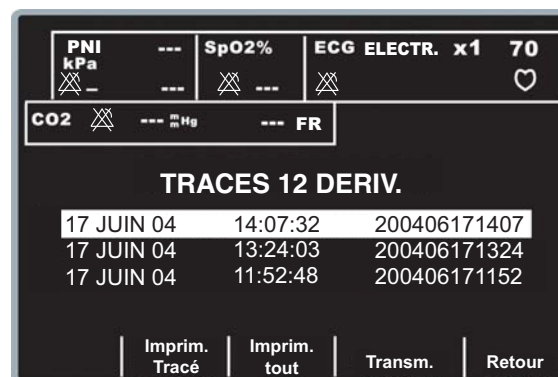 PNI --- SpO2% ECG ELECTR. x1 70
kPa
– --- ---
CO2 --- mmHg --- FR
TRACES 12 DERIV.
17 JUIN 04 14:07:32 200406171407
17 JUIN 04 13:24:03 200406171324
17 JUIN 04 11:52:48 200406171152
Imprim. Tracé Imprim. tout Transm. Retour